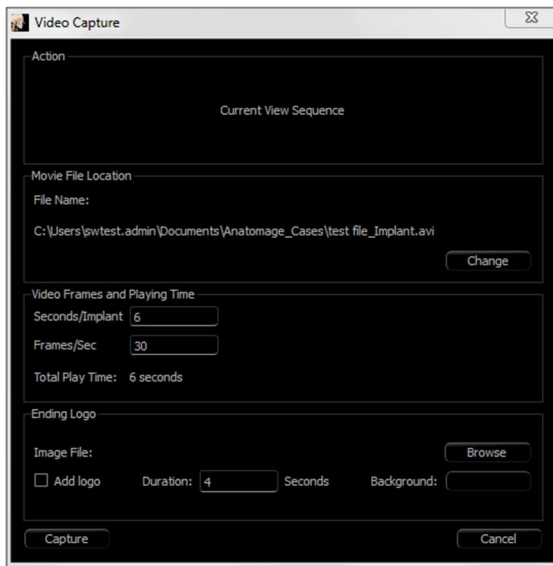 Video Capture
Action
Current View Sequence
Movie File Location
File Name:
C:\Users\swtest.admin\Documents\Anatomage_Cases\test file_Implant.avi
Change
Video Frames and Playing Time
Seconds/Implant 6
Frames/Sec 30
Total Play Time: 6 seconds
Ending Logo
Image File: Browse
Add logo Duration: 4 Seconds Background:
Capture Cancel